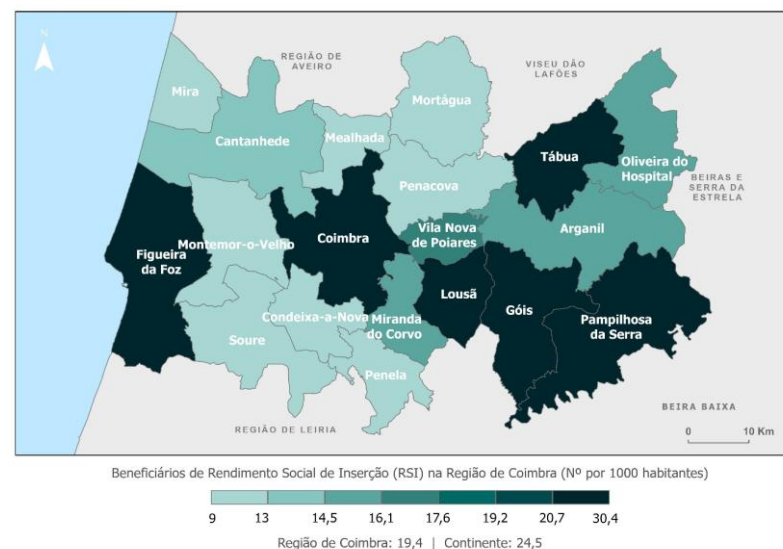 N
REGIÃO DE
AVEIRO
VISEU DÃO
LAFÕES
Mira
Mortágua
Cantanhede
Mealhada
Tábua
Oliveira do
Hospital
BEIRAS E
SERRA DA
ESTRELA
Penacova
Vila Nova
de Poiares
Arganil
Coimbra
Montemor-o-Velho
Figueira
da Foz
Lousã
Góis
Pampilhosa
da Serra
Condeixa-a-Nova
Miranda
do Corvo
Soure
Penela
BEIRA BAIXA
REGIÃO DE LEIRIA
0 10 Km
Beneficiários de Rendimento Social de Inserção (RSI) na Região de Coimbra (Nº por 1000 habitantes)
9 13 14,5 16,1 17,6 19,2 20,7 30,4
Região de Coimbra: 19,4 | Continente: 24,5